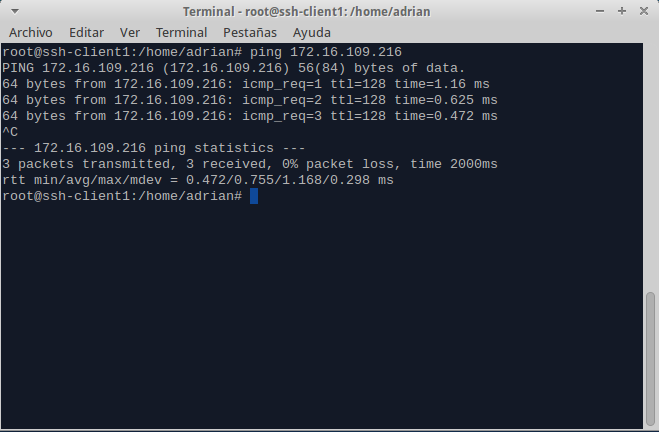 Terminal - root@ssh-client1: /home/adrian
Archivo Editar Ver Terminal Pestañas Ayuda
root@ssh-client1:/home/adrian# ping 172.16.109.216
PING 172.16.109.216 (172.16.109.216) 56(84) bytes of data.
64 bytes from 172.16.109.216: icmp_req=1 ttl=128 time=1.16 ms
64 bytes from 172.16.109.216: icmp_req=2 ttl=128 time=0.625 ms
64 bytes from 172.16.109.216: icmp_req=3 ttl=128 time=0.472 ms
^C
--- 172.16.109.216 ping statistics ---
3 packets transmitted, 3 received, 0% packet loss, time 2000ms
rtt min/avg/max/mdev = 0.472/0.755/1.168/0.298 ms
root@ssh-client1:/home/adrian#